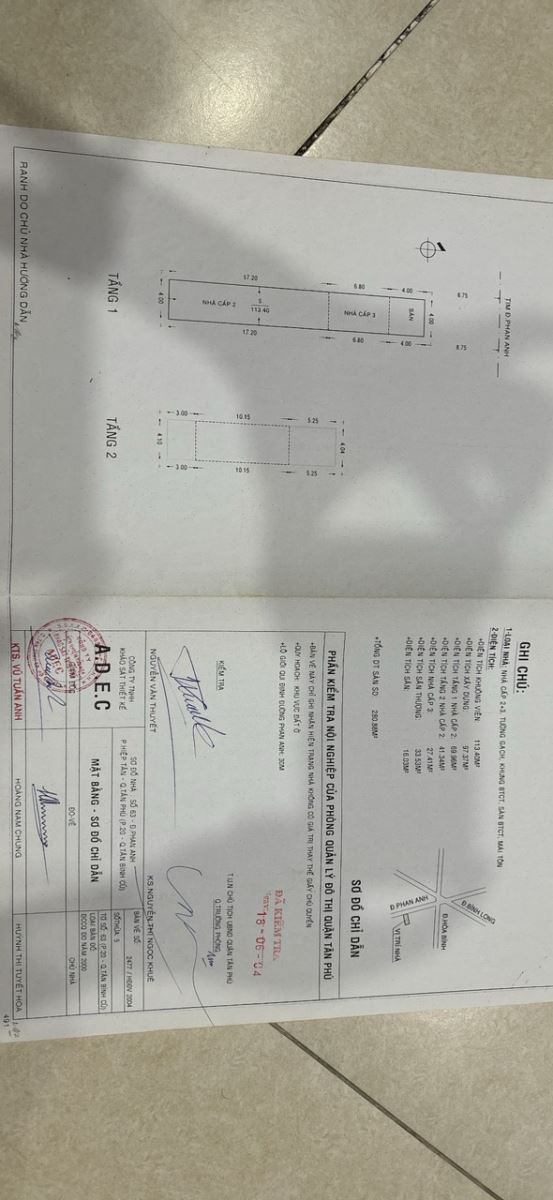 TIM Đ.PHAN ANH
6.75
6.75
4.00
6.80
17.20
4.00
SÂN
NHÀ CẤP 3
5
113.40
NHÀ CẤP 2
4.00
4.00
6.80
17.20
TẦNG 1
5.25
10.15
3.00
4.04
4.10
5.25
10.15
3.00
TẦNG 2
RANH DO CHỦ NHÀ HƯỚNG DẪN
GHI CHÚ:
1-LOẠI NHÀ: NHÀ CẤP 2+3, TƯỜNG GẠCH, KHUNG BTCT, SÀN BTCT, MÁI TÔN
2-DIỆN TÍCH:
+DIỆN TÍCH KHUÔNG VIÊN: 113.40M²
+DIỆN TÍCH XÂY DỰNG: 97.37M²
+DIỆN TÍCH TẦNG 1 NHÀ CẤP 2: 69.96M²
+DIỆN TÍCH TẦNG 2 NHÀ CẤP 2: 41.34M²
+DIỆN TÍCH NHÀ CẤP 3: 27.41M²
+DIỆN TÍCH SÂN THƯỢNG: 33.53M²
+DIỆN TÍCH SÂN: 16.03M²
+TỔNG DT SÀN SD:
Đ.BÌNH LONG
Đ.HÒA BÌNH
Đ.PHAN ANH
VỊ TRÍ NHÀ
SƠ ĐỒ CHỈ DẪN
PHẦN KIỂM TRA NỘI NGHIỆP CỦA PHÒNG QUẢN LÝ ĐÔ THỊ QUẬN TÂN PHÚ
+BẢN VẼ NÀY CHỈ GHI NHẬN HIỆN TRẠNG NHÀ KHÔNG CÓ GIÁ TRỊ THAY THẾ GIẤY CHỦ QUYỀN
+QUY HOẠCH: KHU VỰC ĐẤT Ở
+LỘ GIỚI QUI ĐỊNH ĐƯỜNG PHAN ANH: 30M
ĐÃ KIỂM TRA
NGÀY 18-06-04
KIỂM TRA
T.U.N CHỦ TỊCH UBND QUẬN TÂN PHÚ
Q.TRƯỞNG PHÒNG
NGUYỄN VĂN THUYẾT
KS.NGUYỄN THỊ NGỌC KHUÊ
CÔNG TY TNHH
KHẢO SÁT THIẾT KẾ
A.D.E.C
SƠ ĐỒ NHÀ : SỐ 63 - Đ.PHAN ANH
P.HIỆP TÂN - Q.TÂN PHÚ (P.20 - Q.TÂN BÌNH CŨ)
MẶT BẰNG - SƠ ĐỒ CHỈ DẪN
BẢN VẼ SỐ 2477 / HĐĐV 2004
SỐ THỬA: 5
TỜ SỐ: 63 (P.20 - Q.TÂN BÌNH CŨ)
LOẠI BẢN ĐỒ
ĐCCQ ĐO NĂM 2000
ĐO-VẼ
CHỦ NHÀ
KTS. VŨ TUẤN ANH
HOÀNG NAM CHUNG
HUỲNH THỊ TUYẾT HOA
491